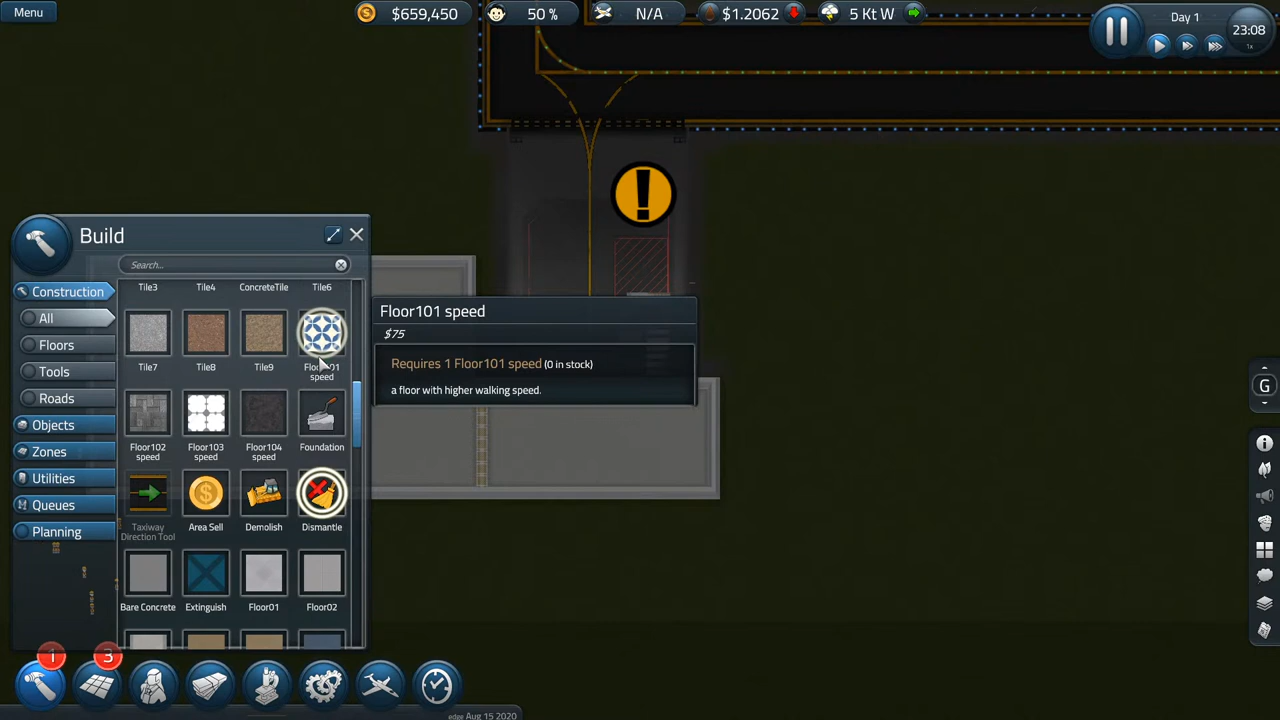 Menu
$659,450
50 %
N/A
$1.2062
5 Kt W
Day 1
23:08
1x
Build
Search...
Construction
All
Floors
Tools
Roads
Objects
Zones
Utilities
Queues
Planning
Tile3 Tile4 ConcreteTile Tile6
Tile7 Tile8 Tile9
speed
Floor102 speed
Floor103 speed
Floor104 speed
Foundation
Taxiway Direction Tool
Area Sell
Demolish
Dismantle
Bare Concrete
Extinguish
Floor01
Floor02
Floor101 speed
$75
Requires 1 Floor101 speed (0 in stock)
a floor with higher walking speed.
G
1
3
edge Aug 15 2020